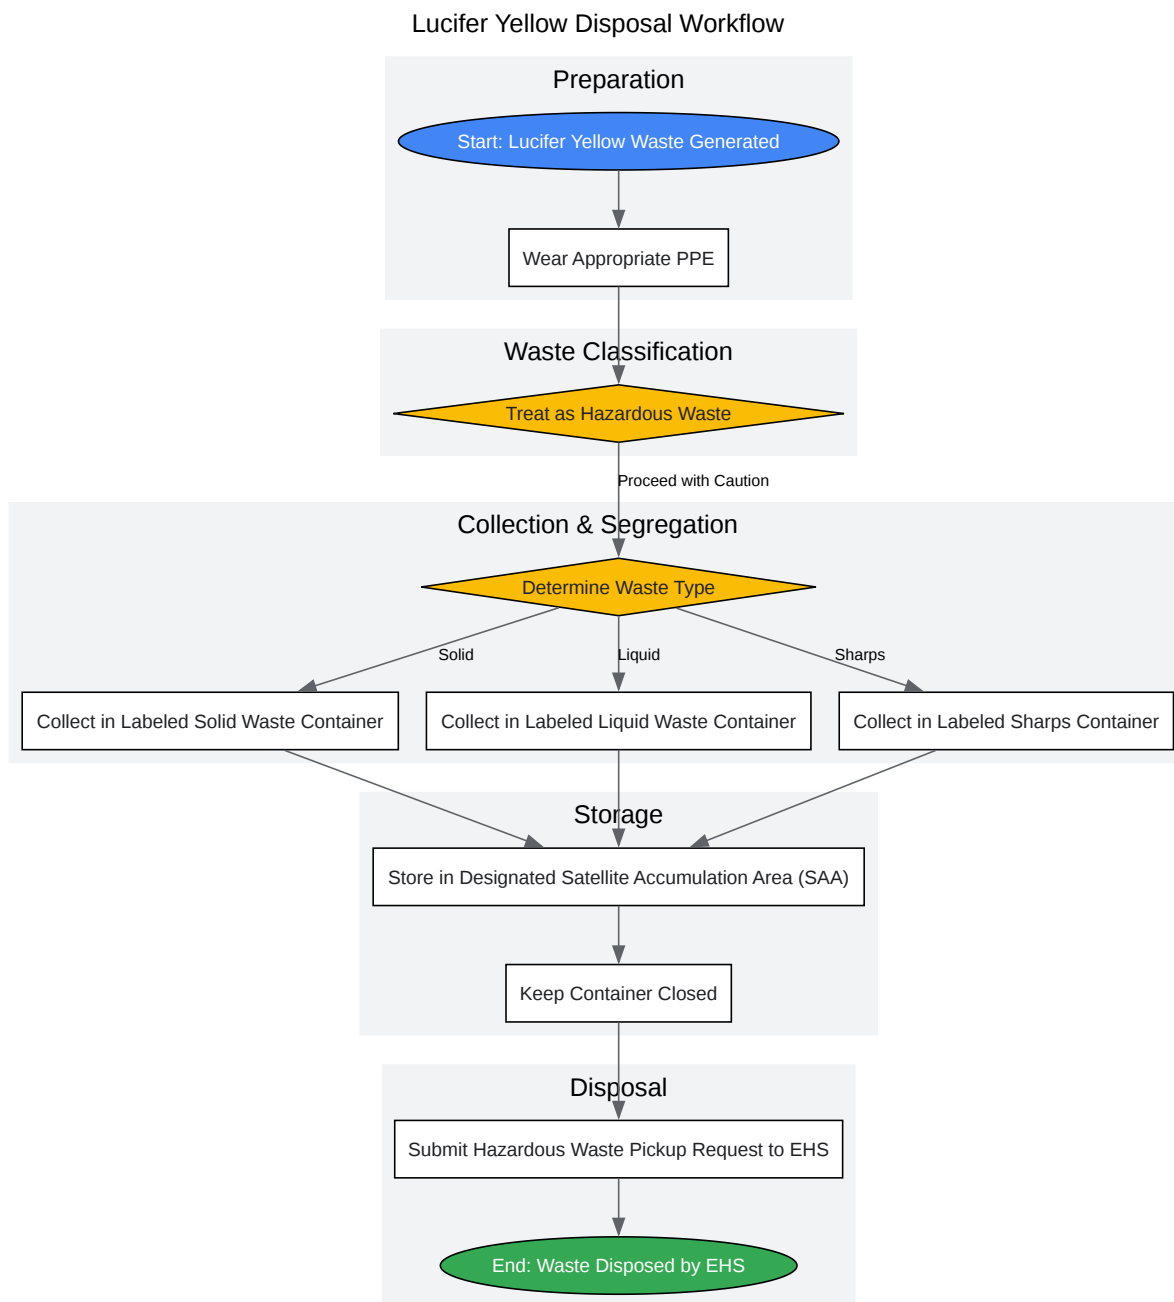 Lucifer Yellow Disposal Workflow
Preparation
Start: Lucifer Yellow Waste Generated
Wear Appropriate PPE
Waste Classification
Treat as Hazardous Waste
Proceed with Caution
Collection & Segregation
Determine Waste Type
Solid
Liquid
Sharps
Collect in Labeled Solid Waste Container
Collect in Labeled Liquid Waste Container
Collect in Labeled Sharps Container
Storage
Store in Designated Satellite Accumulation Area (SAA)
Keep Container Closed
Disposal
Submit Hazardous Waste Pickup Request to EHS
End: Waste Disposed by EHS